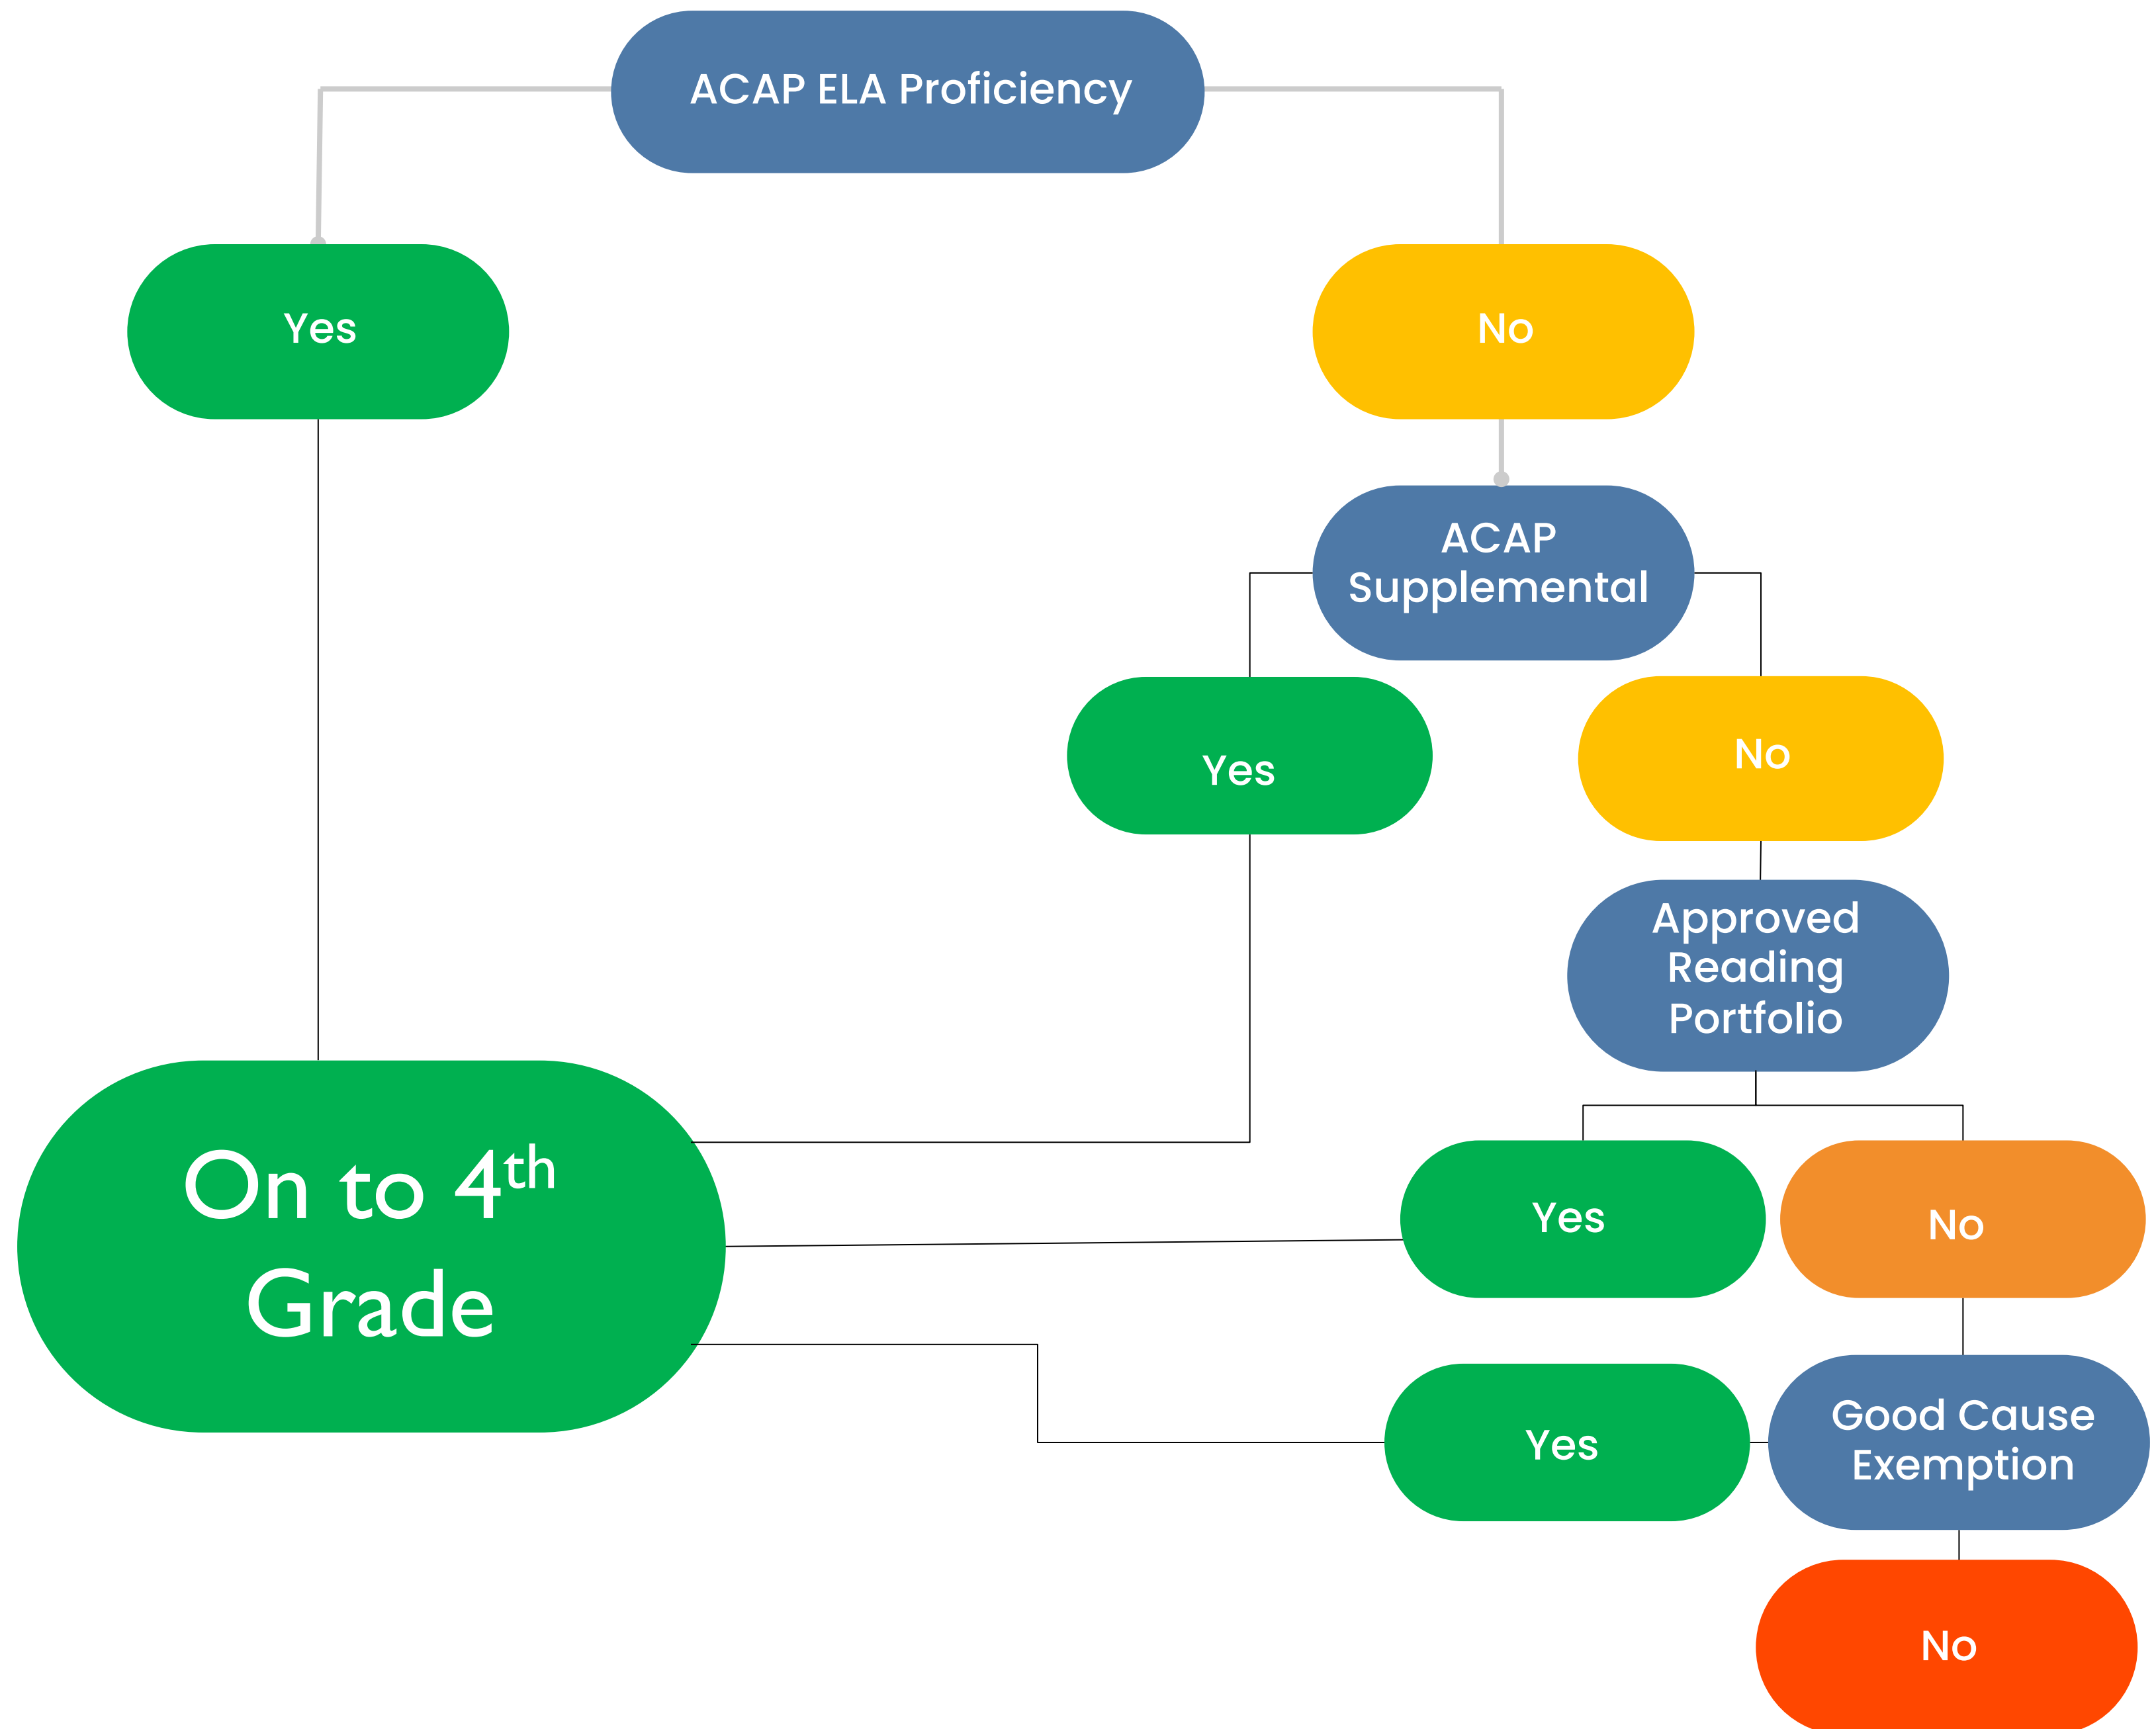 ACAP ELA Proficiency
Yes
No
ACAP
Supplemental
Yes
No
Approved
Reading
Portfolio
On to 4th
Grade
Yes
No
Yes
Good Cause
Exemption
No